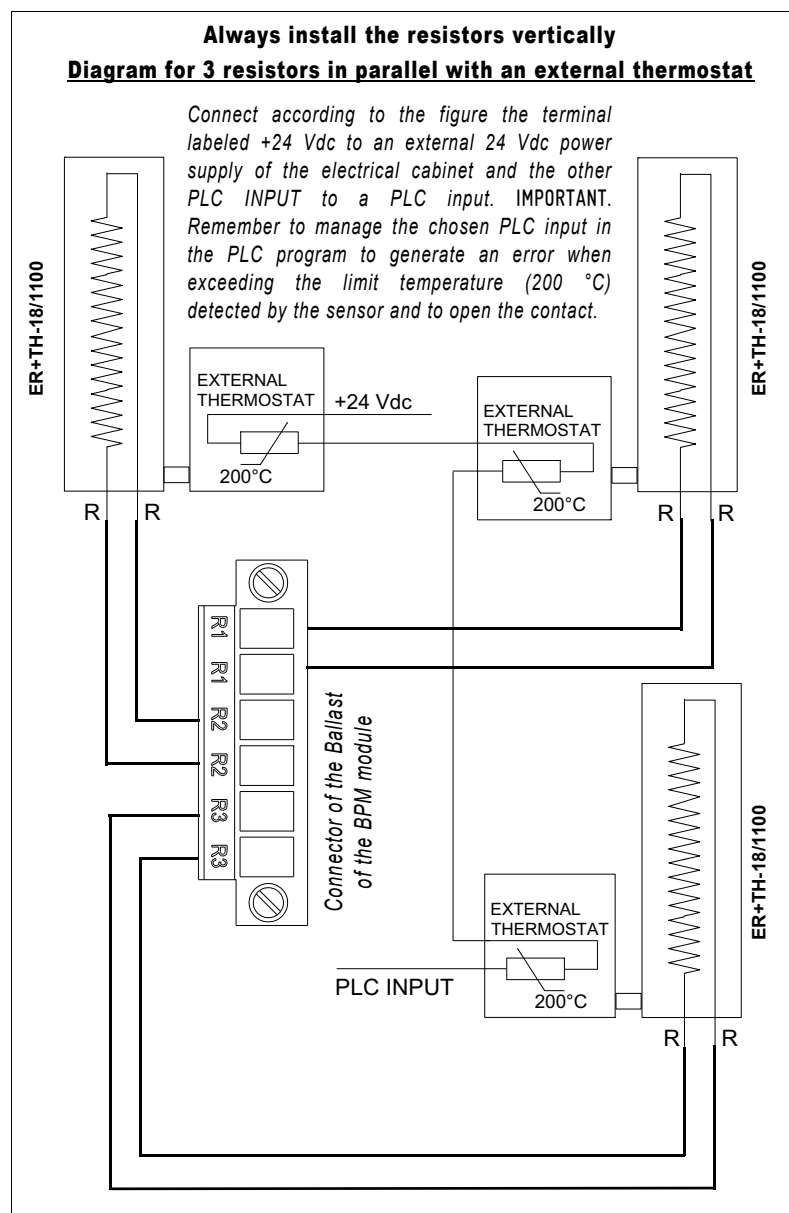 Always install the resistors vertically
Diagram for 3 resistors in parallel with an external thermostat
Connect according to the figure the terminal
labeled +24 Vdc to an external 24 Vdc power
supply of the electrical cabinet and the other
PLC INPUT to a PLC input. IMPORTANT.
Remember to manage the chosen PLC input in
the PLC program to generate an error when
exceeding the limit temperature (200 °C)
detected by the sensor and to open the contact.
ER+TH-18/1100
ER+TH-18/1100
EXTERNAL
THERMOSTAT
+24 Vdc
200°C
EXTERNAL
THERMOSTAT
200°C
R
R
R
R
R1
R1
R2
R2
R3
R3
Connector of the Ballast
of the BPM module
ER+TH-18/1100
EXTERNAL
THERMOSTAT
PLC INPUT
200°C
R
R